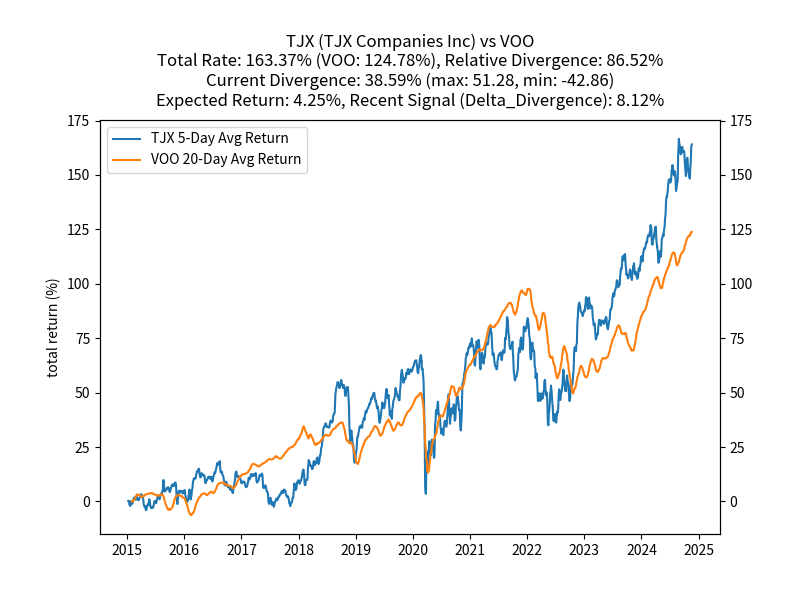 TJX (TJX Companies Inc) vs VOO
Total Rate: 163.37% (VOO: 124.78%), Relative Divergence: 86.52%
Current Divergence: 38.59% (max: 51.28, min: -42.86)
Expected Return: 4.25%, Recent Signal (Delta_Divergence): 8.12%
TJX 5-Day Avg Return
VOO 20-Day Avg Return
total return (%)
175 175
150 150
125 125
100 100
75 75
50 50
25 25
0 0
2015 2016 2017 2018 2019 2020 2021 2022 2023 2024 2025